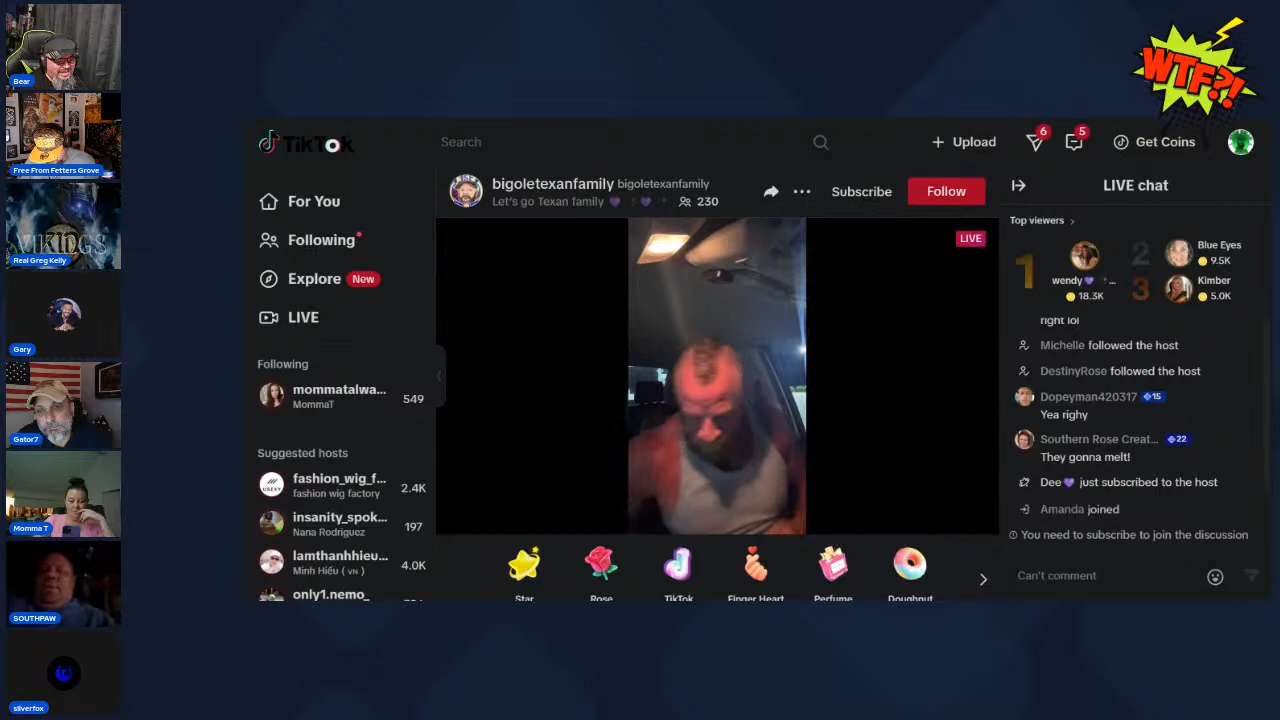 Bear
Free From Fetters Grove
VIKINGS
Real Greg Kelly
Gary
Gator7
Momma T
SOUTHPAW
silverfox
WTF?!
TikTok
Search
Upload
6
5
Get Coins
For You
Following
Explore New
LIVE
Following
mommatalwa... 549
MommaT
Suggested hosts
fashion_wig_f... 2.4K
fashion wig factory
insanity_spok... 197
Nana Rodriguez
lamthanhhieu... 4.0K
Minh Hiếu ( VN )
only1.nemo_
bigoletexanfamily bigoletexanfamily
Let's go Texan family 230
Subscribe
Follow
LIVE
Star
Rose
TikTok
Finger Heart
Perfume
Doughnut
LIVE chat
Top viewers
1
wendy ...
18.3K
2
Blue Eyes
9.5K
3
Kimber
5.0K
right lol
Michelle followed the host
DestinyRose followed the host
Dopeyman420317 15
Yea righy
Southern Rose Creat... 22
They gonna melt!
Dee just subscribed to the host
Amanda joined
You need to subscribe to join the discussion
Can't comment